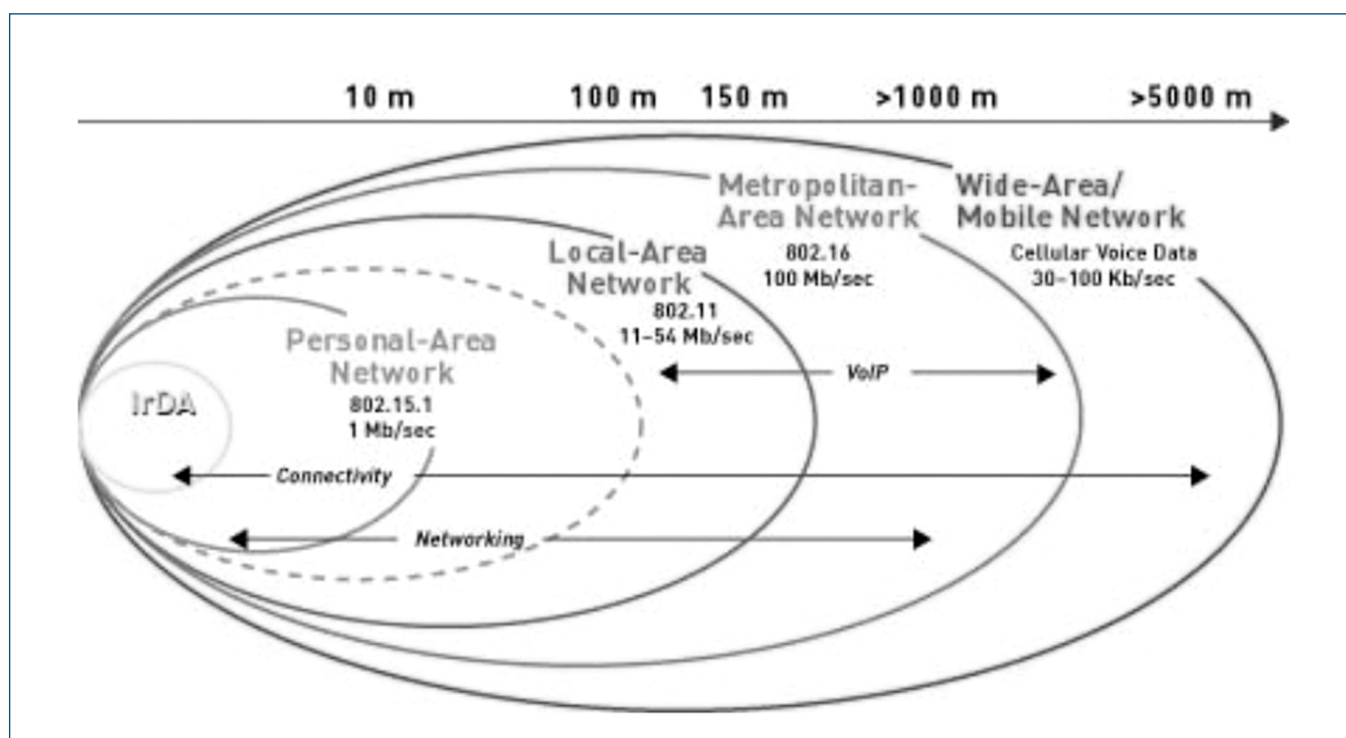 10 m 100 m 150 m >1000 m >5000 m
Metropolitan-
Area Network
802.16
100 Mb/sec
Wide-Area/
Mobile Network
Cellular Voice Data
30–100 Kb/sec
Local-Area
Network
802.11
11–54 Mb/sec
Personal-Area
Network
802.15.1
1 Mb/sec
IrDA
VoIP
Connectivity
Networking